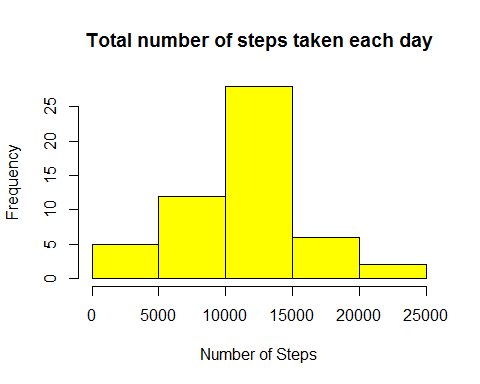 Total number of steps taken each day
Frequency
25
20
15
10
5
0
0 5000 10000 15000 20000 25000
Number of Steps